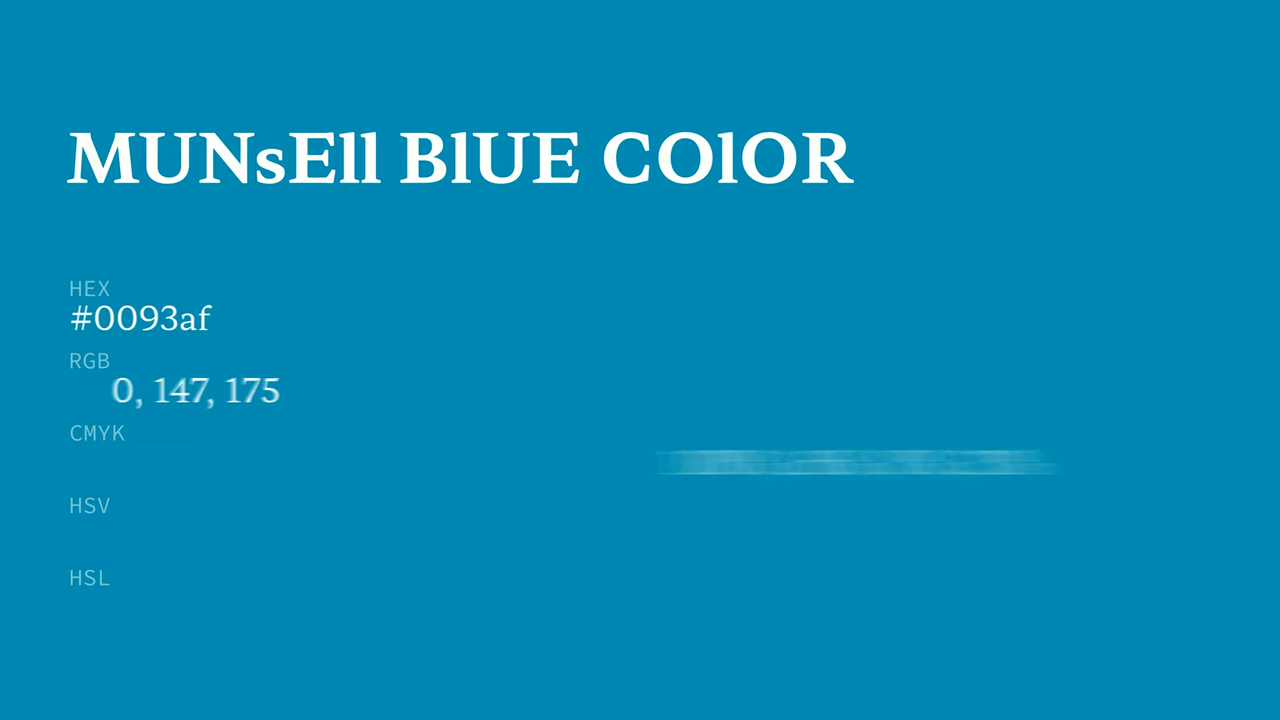 MUNsEll BlUE COlOR
HEX
#0093af
RGB
0, 147, 175
CMYK
HSV
HSL